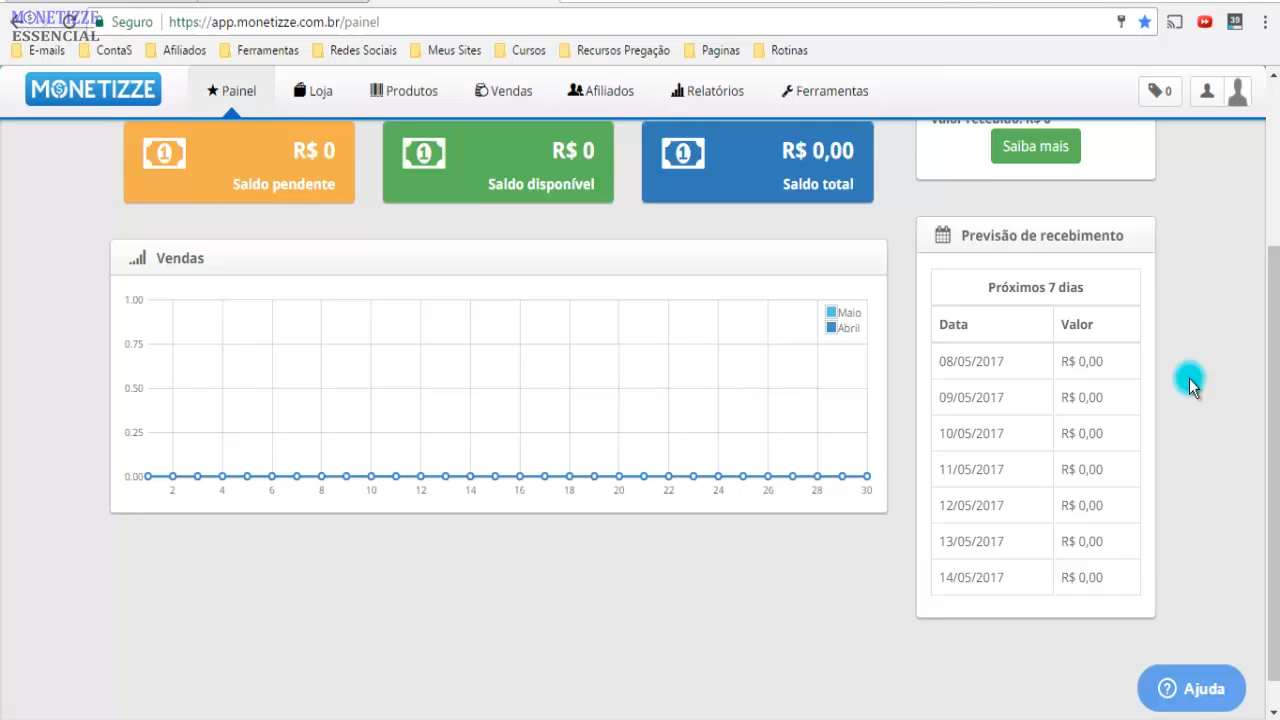 MONETIZZE
ESSENCIAL
Seguro
https://app.monetizze.com.br/painel
39
E-mails
ContaS
Afiliados
Ferramentas
Redes Sociais
Meus Sites
Cursos
Recursos Pregação
Paginas
Rotinas
MONETIZZE
Painel
Loja
Produtos
Vendas
Afiliados
Relatórios
Ferramentas
0
R$ 0
Saldo pendente
R$ 0
Saldo disponível
R$ 0,00
Saldo total
Valor recebido: R$ 0
Saiba mais
Vendas
1.00
0.75
0.50
0.25
0.00
2 4 6 8 10 12 14 16 18 20 22 24 26 28 30
Maio
Abril
Previsão de recebimento
Próximos 7 dias
Data Valor
08/05/2017 R$ 0,00
09/05/2017 R$ 0,00
10/05/2017 R$ 0,00
11/05/2017 R$ 0,00
12/05/2017 R$ 0,00
13/05/2017 R$ 0,00
14/05/2017 R$ 0,00
Ajuda